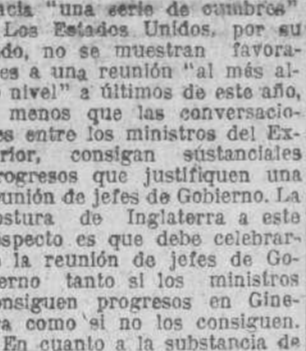 acia "una serie de cumbres"
Los Estados Unidos, por su
do, no se muestran favora-
es a una reunión "al más al-
nivel" a últimos de este año,
menos que las conversacio-
es entre los ministros del Ex-
rior, consigan sustanciales
rogresos que justifiquen una
unión de jefes de Gobierno. La
ostura de Inglaterra a este
specto es que debe celebrar-
e la reunión de jefes de Go-
erno tanto si los ministros
onsiguen progresos en Gine-
ra como si no los consiguen.
En cuanto a la substancia de